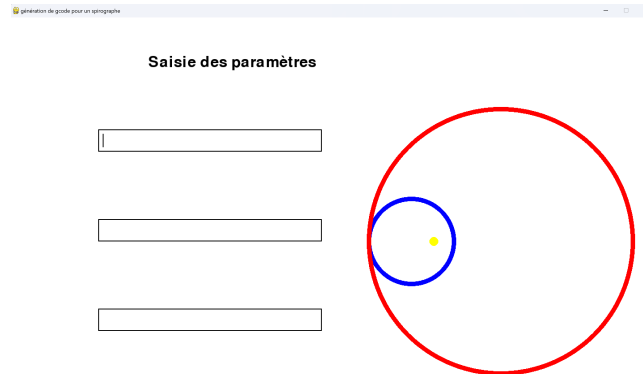 génération de gcode pour un spirographe
Saisie des paramètres